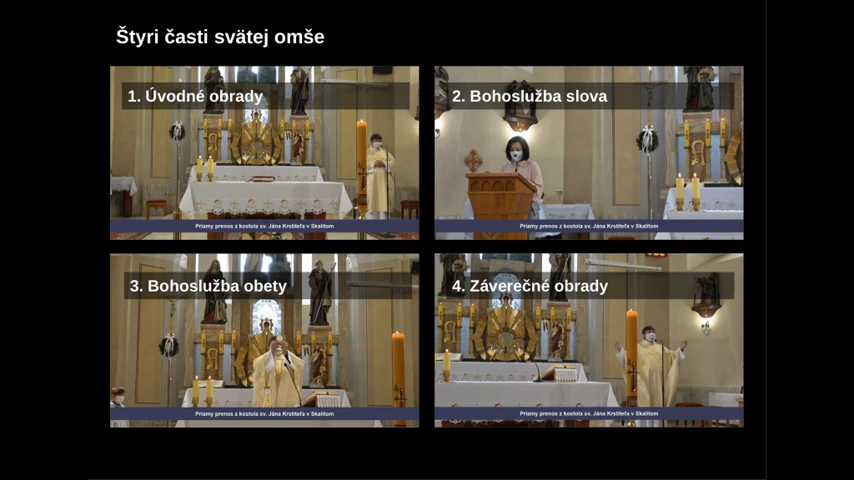 Štyri časti svätej omše
1. Úvodné obrady
2. Bohoslužba slova
Priamy prenos z kostola sv. Jána Krstiteľa v Skalitom
Priamy prenos z kostola sv. Jána Krstiteľa v Skalitom
3. Bohoslužba obety
4. Záverečné obrady
Priamy prenos z kostola sv. Jána Krstiteľa v Skalitom
Priamy prenos z kostola sv. Jána Krstiteľa v Skalitom